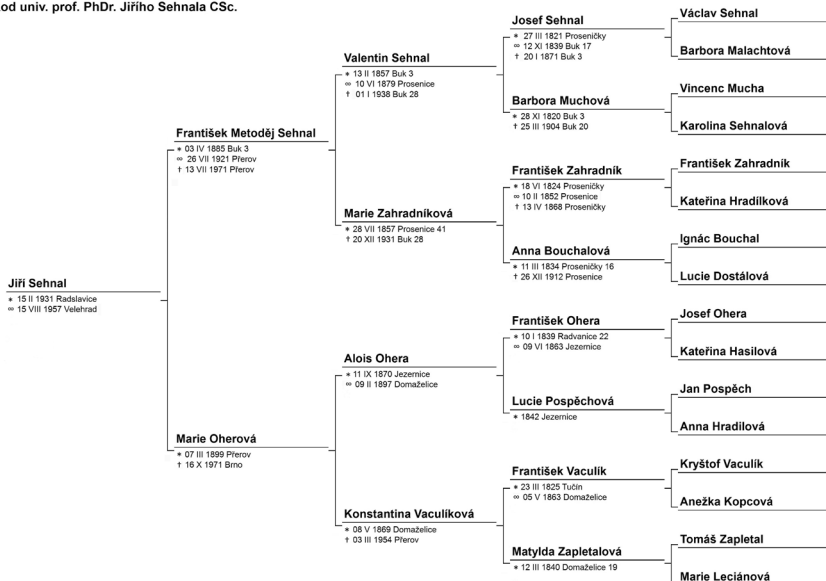 od univ. prof. PhDr. Jiřího Sehnala CSc.
Jiří Sehnal
* 15 II 1931 Radslavice
∞ 15 VIII 1957 Velehrad
František Metoděj Sehnal
* 03 IV 1885 Buk 3
∞ 26 VII 1921 Přerov
† 13 VII 1971 Přerov
Marie Oherová
* 07 III 1899 Přerov
† 16 X 1971 Brno
Valentin Sehnal
* 13 II 1857 Buk 3
∞ 10 VI 1879 Prosenice
† 01 I 1938 Buk 28
Marie Zahradníková
* 28 VII 1857 Prosenice 41
† 20 XII 1931 Buk 28
Alois Ohera
* 11 IX 1870 Jezernice
∞ 09 II 1897 Domaželice
Konstantina Vaculíková
* 08 V 1869 Domaželice
† 03 III 1954 Přerov
Josef Sehnal
* 27 III 1821 Proseničky
∞ 12 XI 1839 Buk 17
† 20 I 1871 Buk 3
Barbora Muchová
* 28 XI 1820 Buk 3
† 25 III 1904 Buk 20
František Zahradník
* 18 VI 1824 Proseničky
∞ 10 II 1852 Prosenice
† 13 IV 1868 Proseničky
Anna Bouchalová
* 11 III 1834 Proseničky 16
† 26 XII 1912 Prosenice
František Ohera
* 10 I 1839 Radvanice 22
∞ 09 VI 1863 Jezernice
Lucie Pospěchová
* 1842 Jezernice
František Vaculík
* 23 III 1825 Tučín
∞ 05 V 1863 Domaželice
Matylda Zapletalová
* 12 III 1840 Domaželice 19
Václav Sehnal
Barbora Malachtová
Vincenc Mucha
Karolina Sehnalová
František Zahradník
Kateřina Hradílková
Ignác Bouchal
Lucie Dostálová
Josef Ohera
Kateřina Hasilová
Jan Pospěch
Anna Hradilová
Kryštof Vaculík
Anežka Kopcová
Tomáš Zapletal
Marie Leciánová